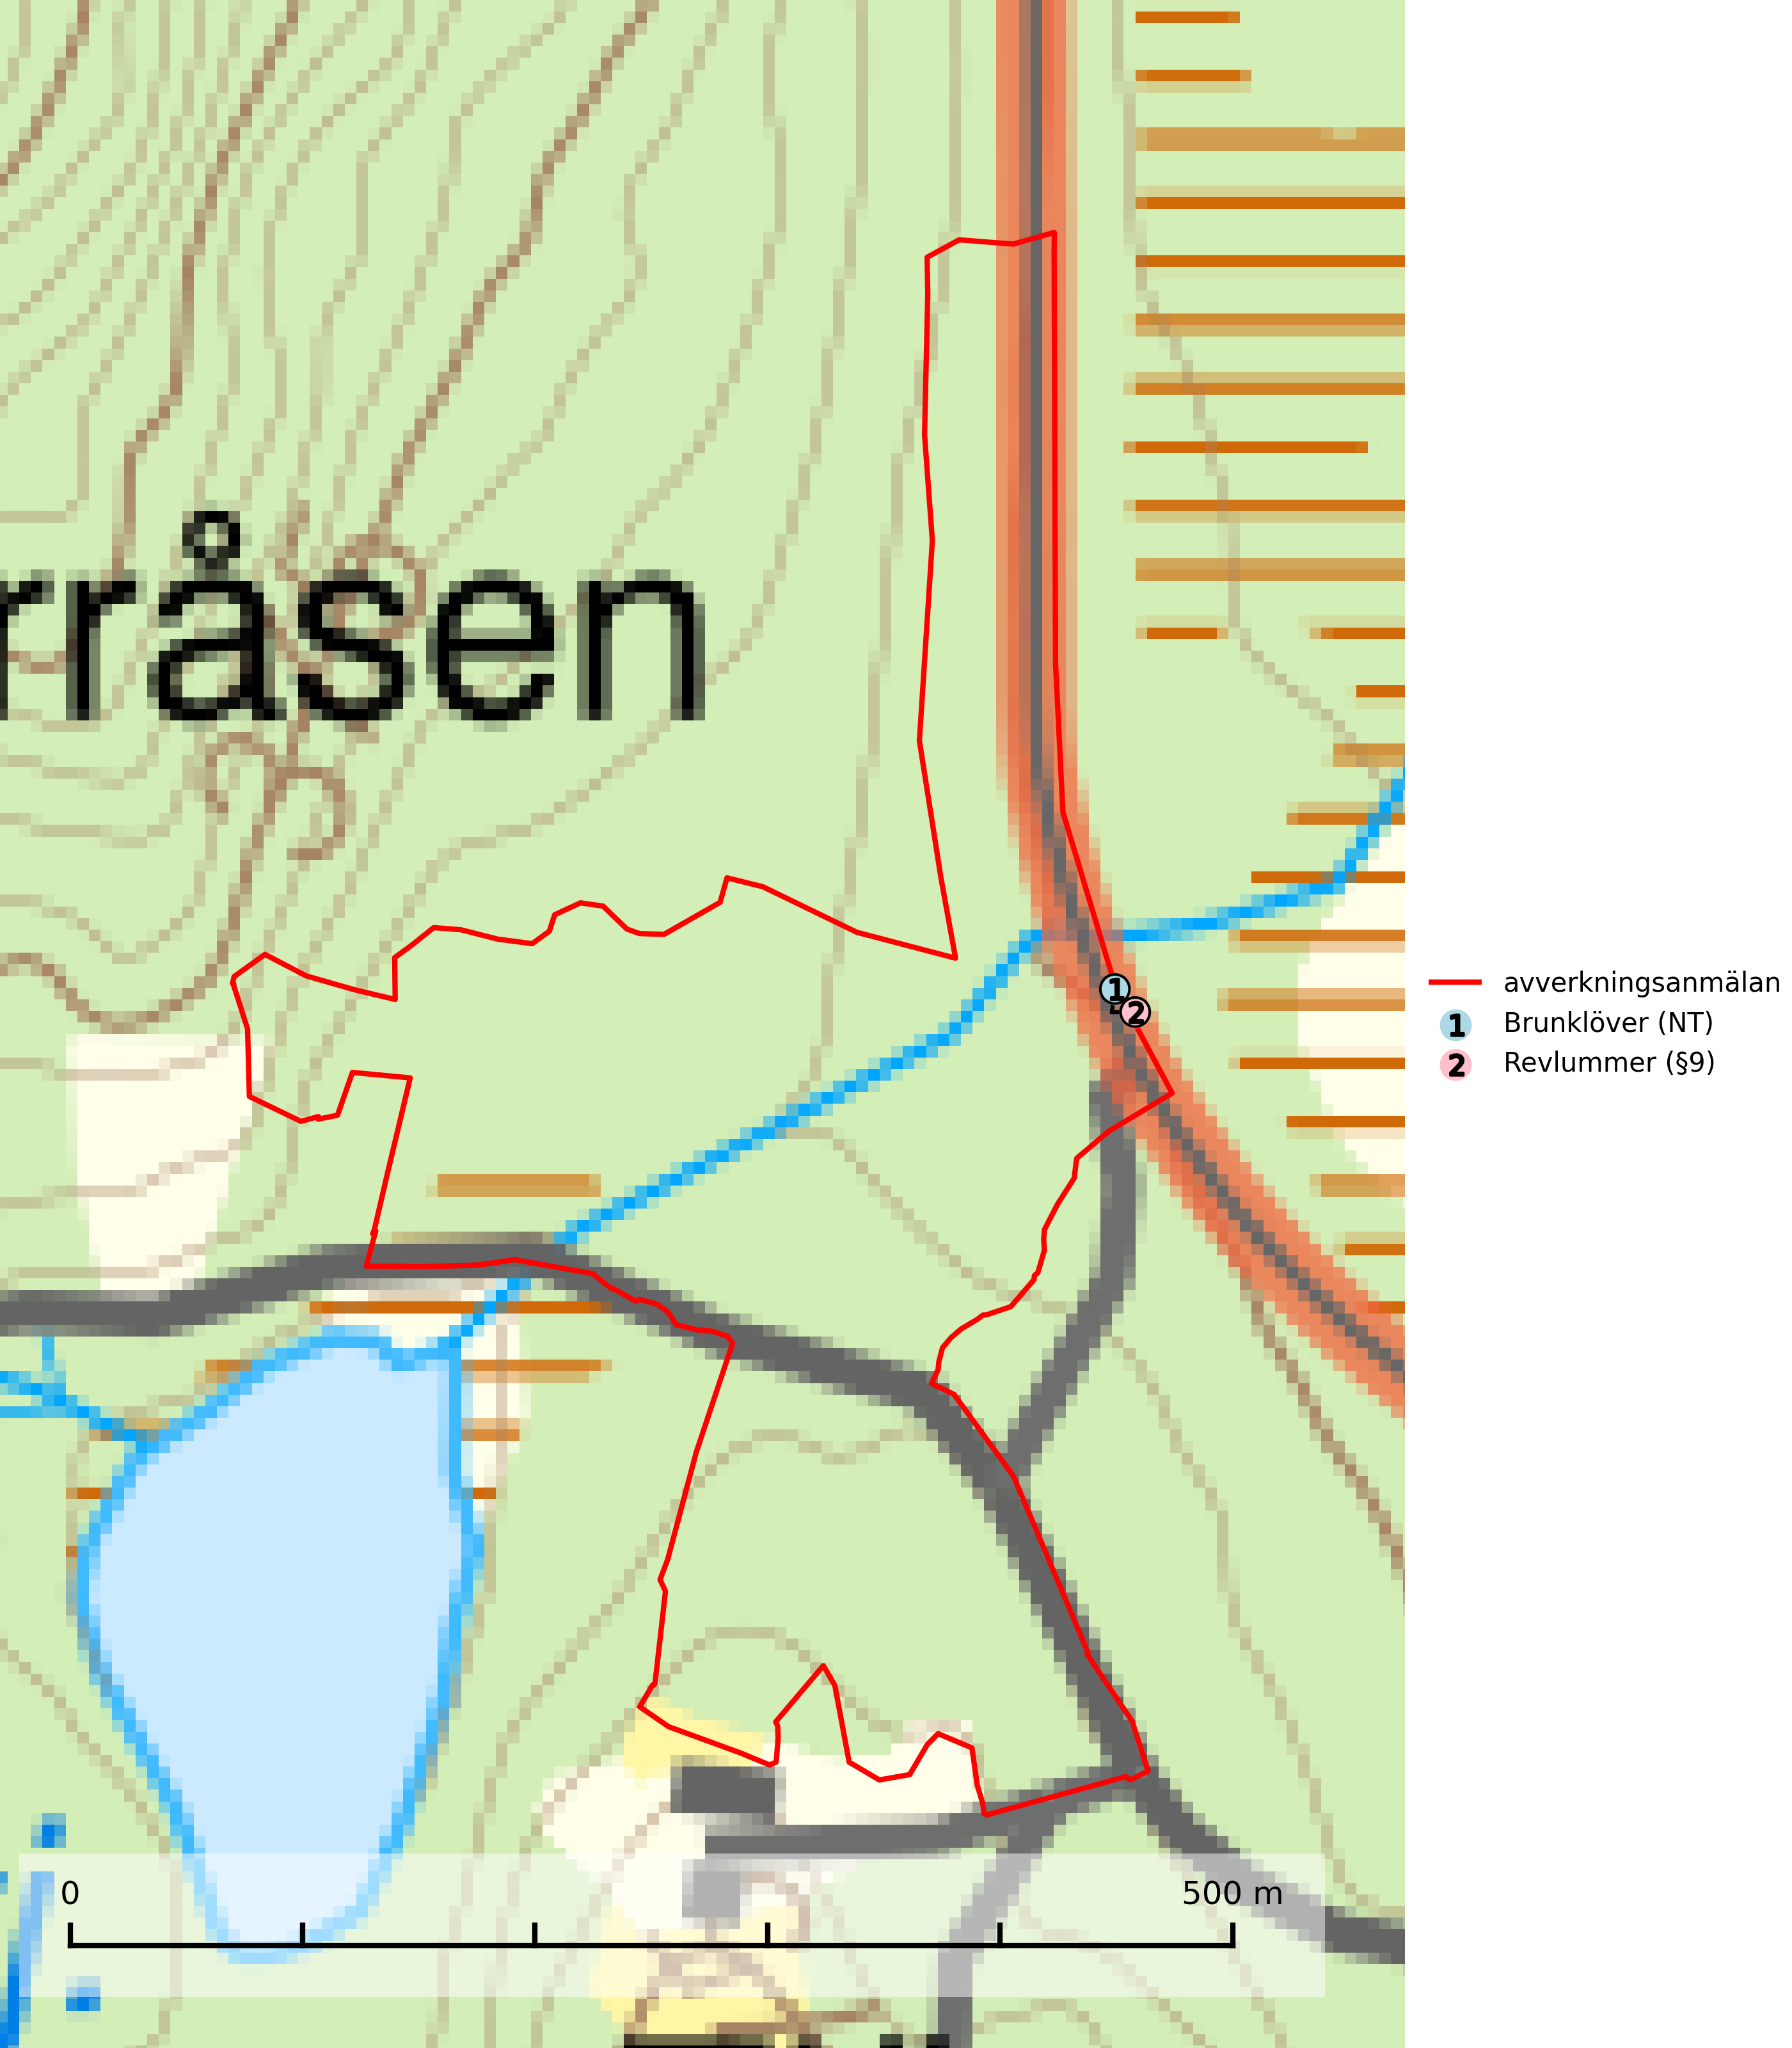 rråsen
1
2
avverkningsanmälan
1 Brunklöver (NT)
2 Revlummer (§9)
0 500 m